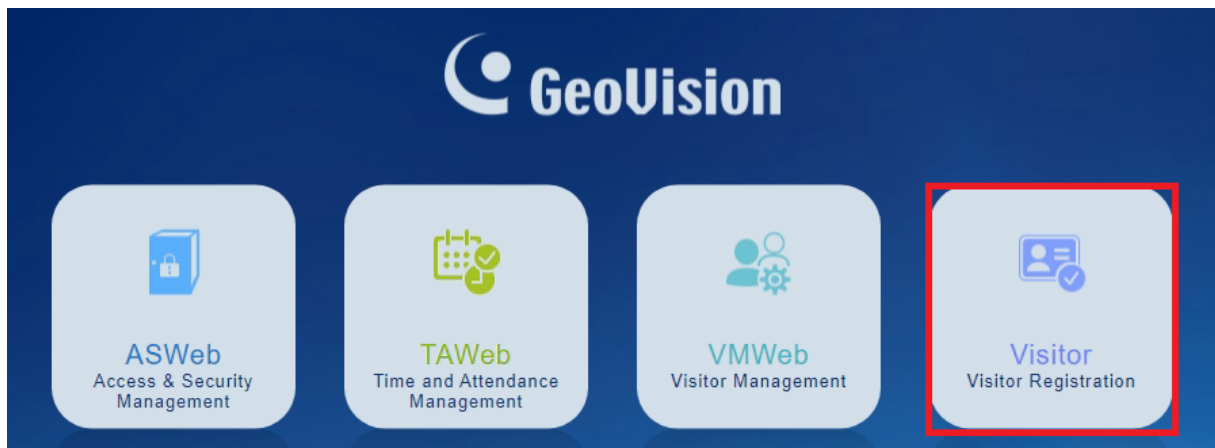 GeoVision
ASWeb
Access & Security
Management
TAWeb
Time and Attendance
Management
VMWeb
Visitor Management
Visitor
Visitor Registration